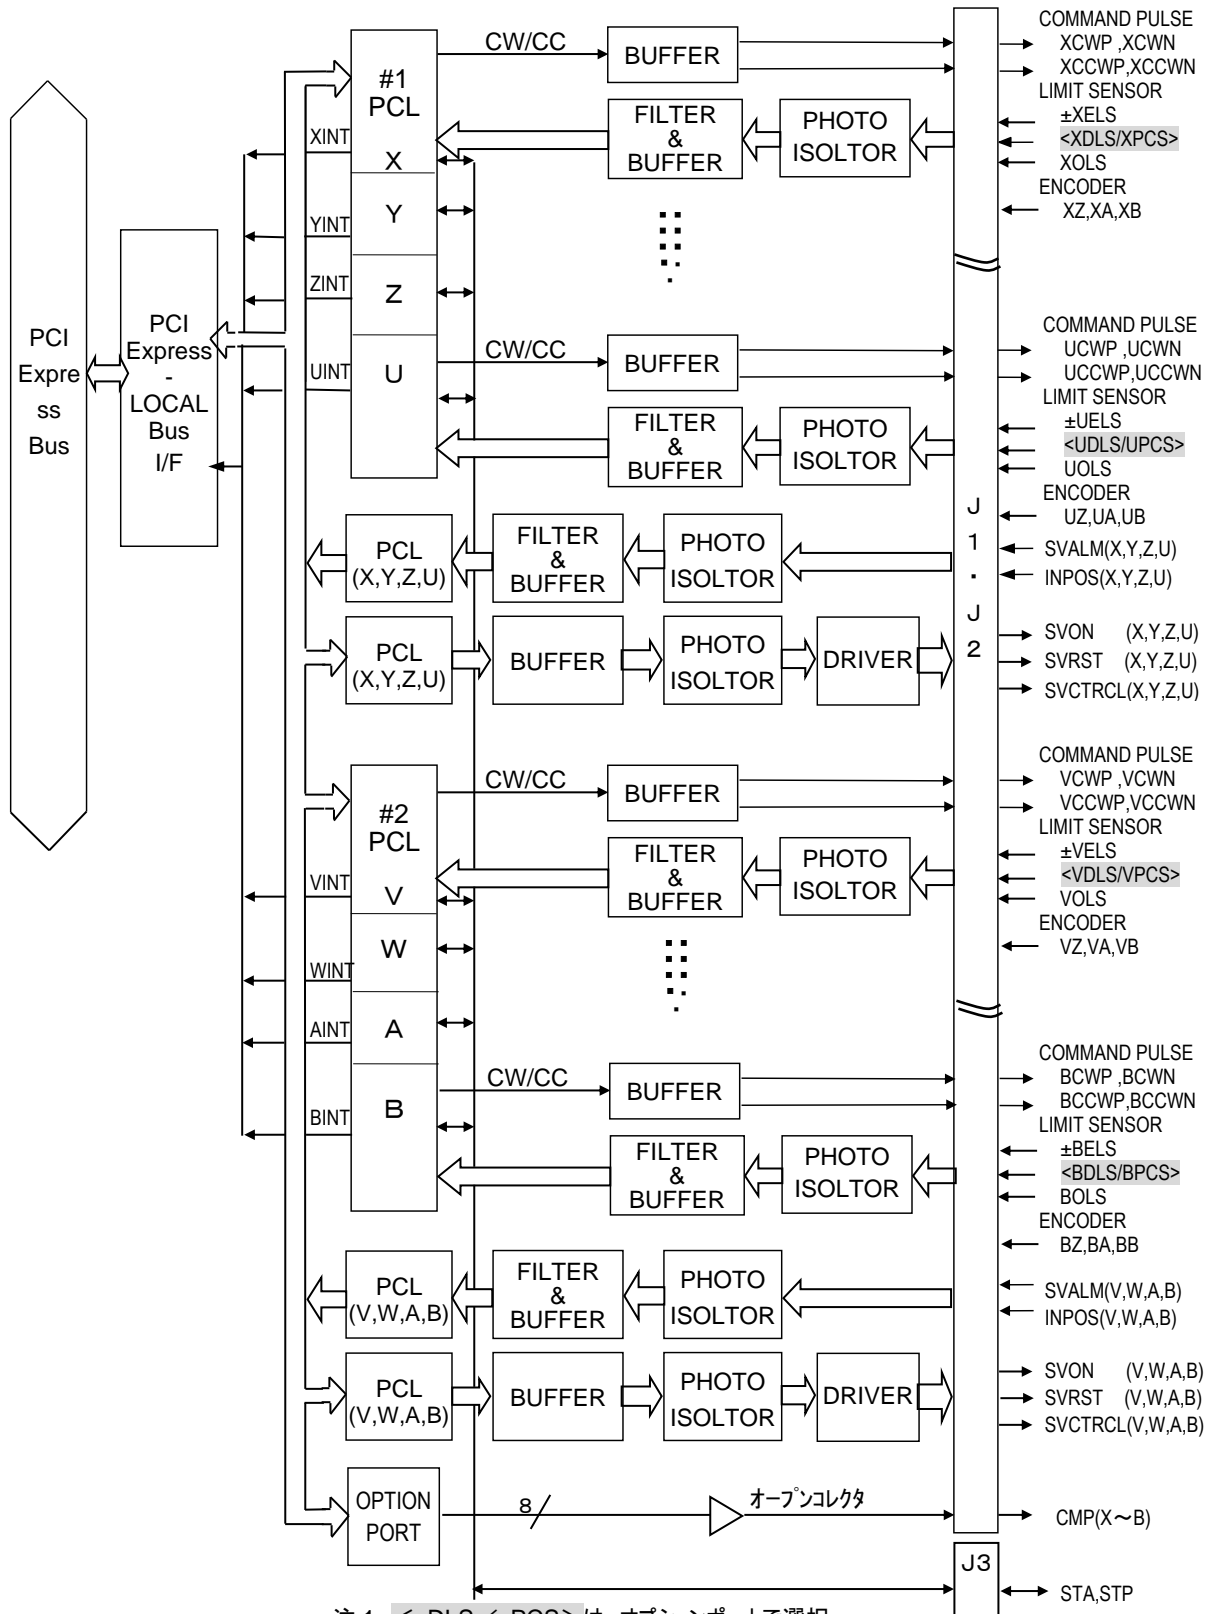 COMMAND PULSE
CW/CC
BUFFER
XCWP ,XCWN
XCCWP,XCCWN
#1
PCL
LIMIT SENSOR
FILTER
&
BUFFER
PHOTO
ISOLTOR
±XELS
<XDLS/XPCS>
XOLS
XINT
X
ENCODER
XZ,XA,XB
YINT
Y
ZINT
Z
PCI
Expre
ss
Bus
PCI
Express
-
LOCAL
Bus
I/F
COMMAND PULSE
CW/CC
BUFFER
UCWP ,UCWN
UCCWP,UCCWN
UINT
U
LIMIT SENSOR
FILTER
&
BUFFER
PHOTO
ISOLTOR
±UELS
<UDLS/UPCS>
UOLS
ENCODER
UZ,UA,UB
J
1
・
J
2
PCL
(X,Y,Z,U)
FILTER
&
BUFFER
PHOTO
ISOLTOR
SVALM(X,Y,Z,U)
INPOS(X,Y,Z,U)
PCL
(X,Y,Z,U)
BUFFER
PHOTO
ISOLTOR
DRIVER
SVON (X,Y,Z,U)
SVRST (X,Y,Z,U)
SVCTRCL(X,Y,Z,U)
COMMAND PULSE
CW/CC
BUFFER
VCWP ,VCWN
VCCWP,VCCWN
#2
PCL
LIMIT SENSOR
FILTER
&
BUFFER
PHOTO
ISOLTOR
±VELS
<VDLS/VPCS>
VOLS
VINT
V
ENCODER
VZ,VA,VB
W
WINT
AINT
A
COMMAND PULSE
CW/CC
BUFFER
BCWP ,BCWN
BCCWP,BCCWN
BINT
B
LIMIT SENSOR
FILTER
&
BUFFER
PHOTO
ISOLTOR
±BELS
<BDLS/BPCS>
BOLS
ENCODER
BZ,BA,BB
PCL
(V,W,A,B)
FILTER
&
BUFFER
PHOTO
ISOLTOR
SVALM(V,W,A,B)
INPOS(V,W,A,B)
PCL
(V,W,A,B)
BUFFER
PHOTO
ISOLTOR
DRIVER
SVON (V,W,A,B)
SVRST (V,W,A,B)
SVCTRCL(V,W,A,B)
OPTION
PORT
8
オープンコレクタ
CMP(X～B)
J3
STA,STP